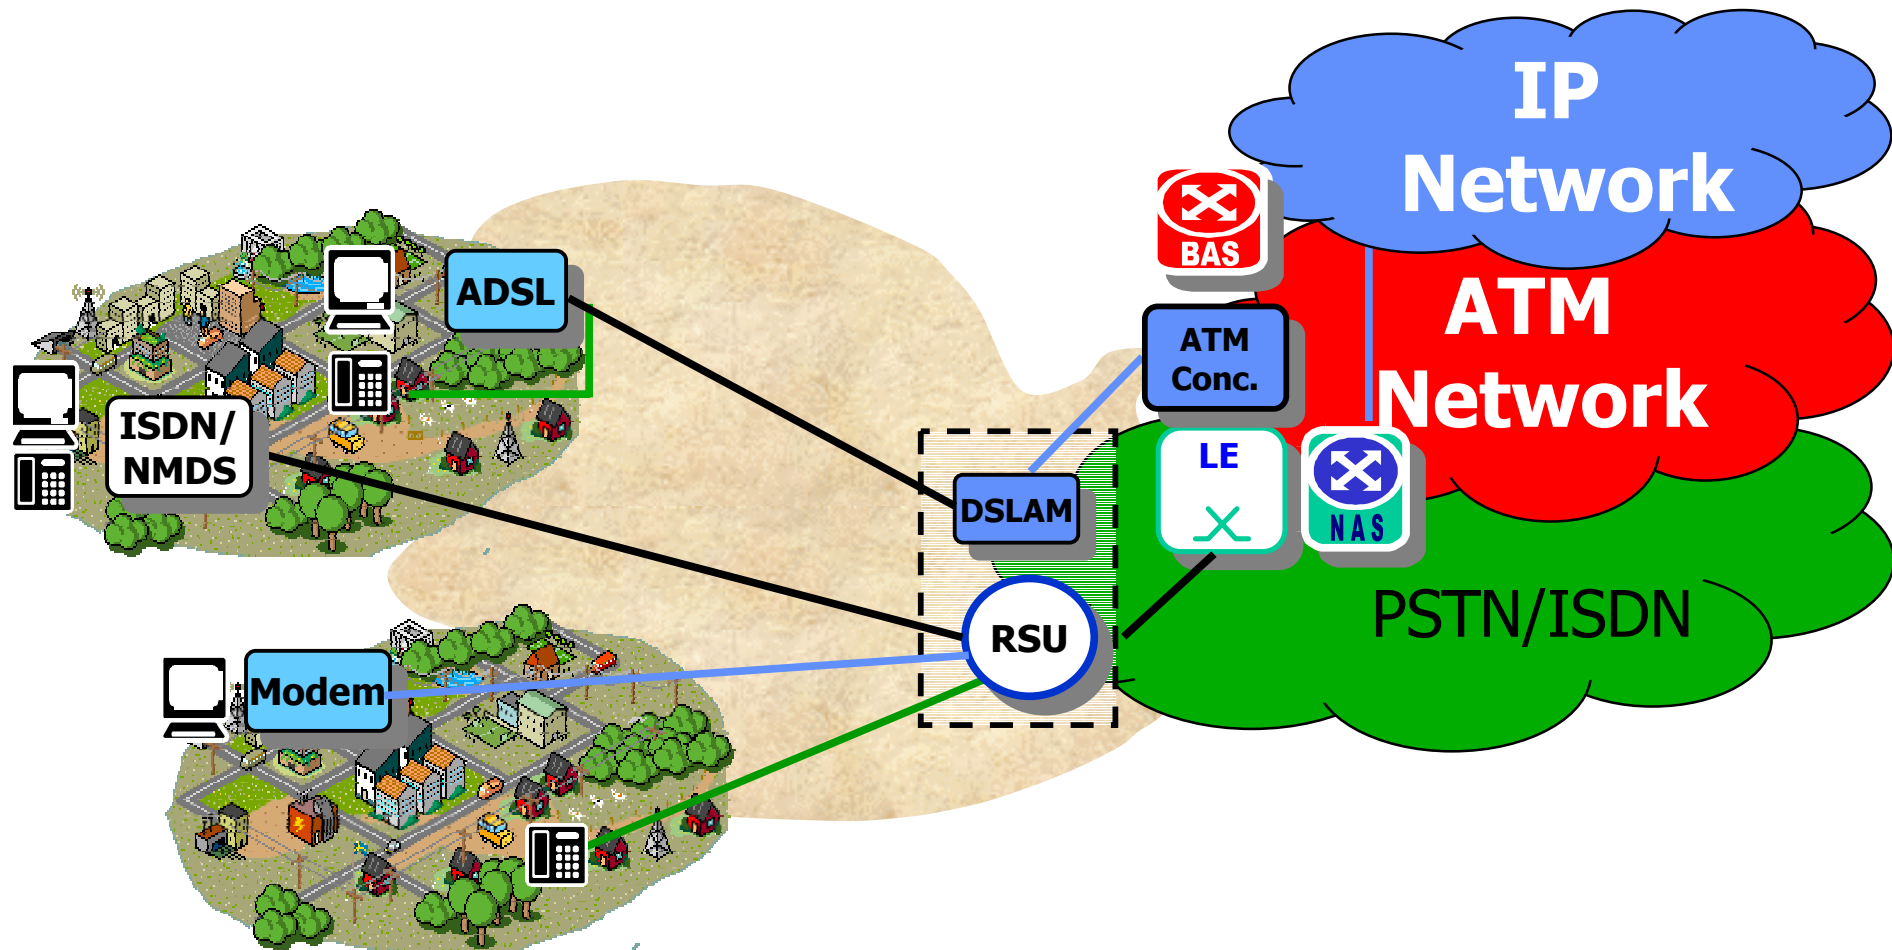 IP
Network
BAS
ADSL
ATM
Network
ATM
Conc.
ISDN/
NMDS
LE
NAS
DSLAM
PSTN/ISDN
RSU
Modem